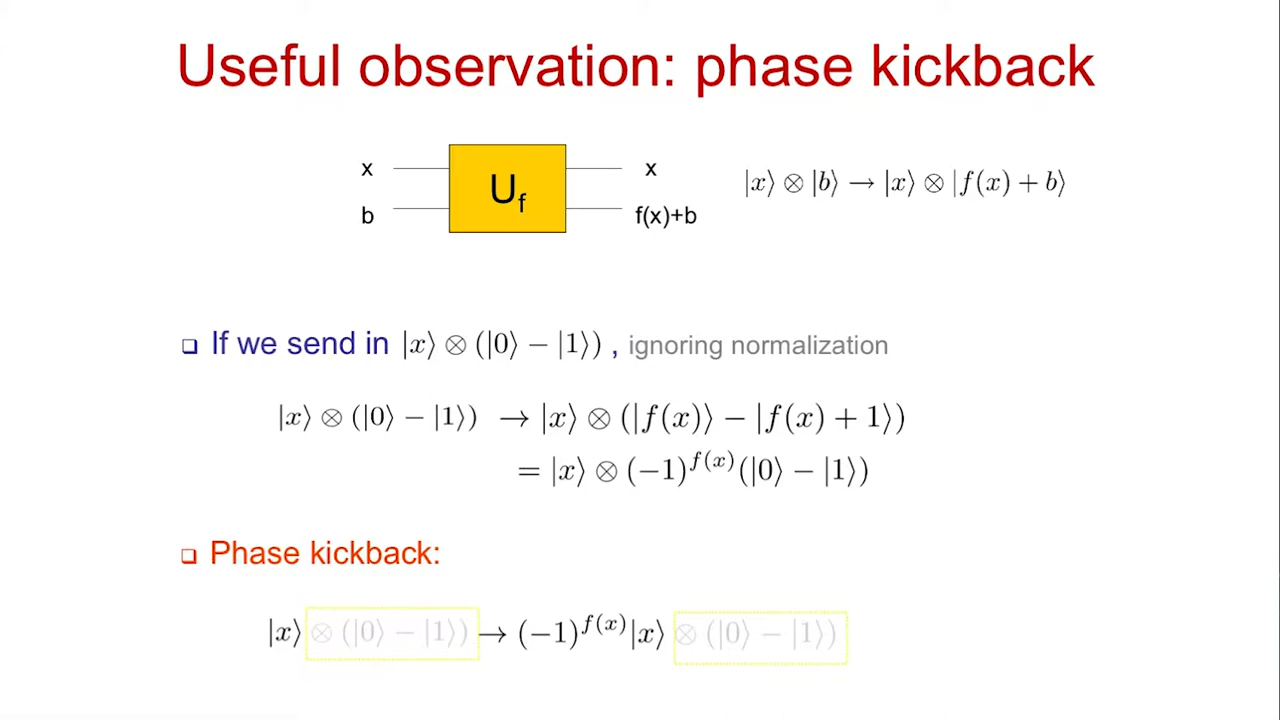 Useful observation: phase kickback
x U_f x |x⟩ ⊗ |b⟩ → |x⟩ ⊗ |f(x) + b⟩
b f(x)+b
❑ If we send in |x⟩ ⊗ (|0⟩ − |1⟩) , ignoring normalization
|x⟩ ⊗ (|0⟩ − |1⟩) → |x⟩ ⊗ (|f(x)⟩ − |f(x) + 1⟩)
= |x⟩ ⊗ (−1)^{f(x)}(|0⟩ − |1⟩)
❑ Phase kickback:
|x⟩ ⊗ (|0⟩ − |1⟩) → (−1)^{f(x)}|x⟩ ⊗ (|0⟩ − |1⟩)